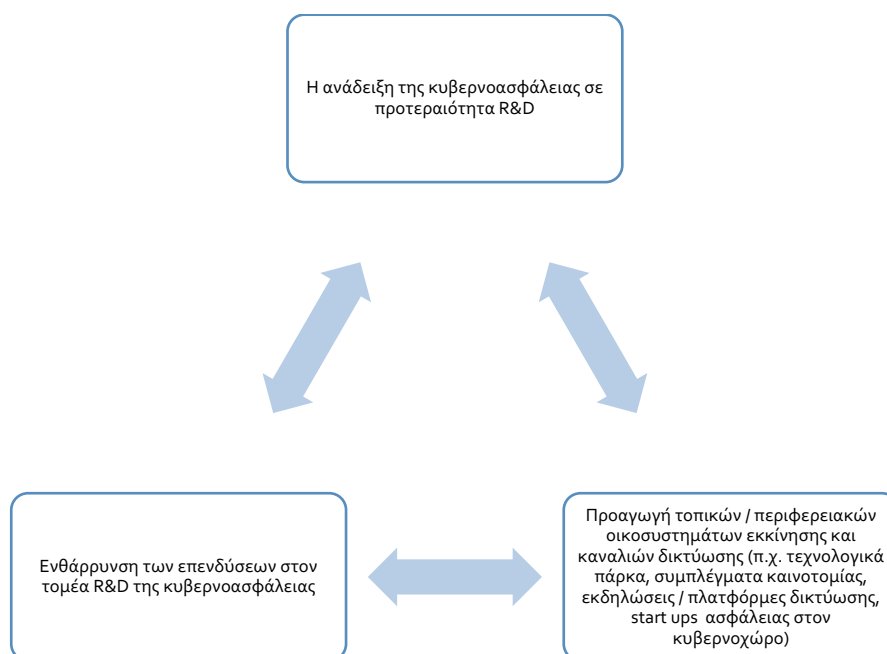 Η ανάδειξη της κυβερνοασφάλειας σε
προτεραιότητα R&D
Ενθάρρυνση των επενδύσεων στον
τομέα R&D της κυβερνοασφάλειας
Προαγωγή τοπικών / περιφερειακών
οικοσυστημάτων εκκίνησης και
καναλιών δικτύωσης (π.χ. τεχνολογικά
πάρκα, συμπλέγματα καινοτομίας,
εκδηλώσεις / πλατφόρμες δικτύωσης,
start ups ασφάλειας στον
κυβερνοχώρο)